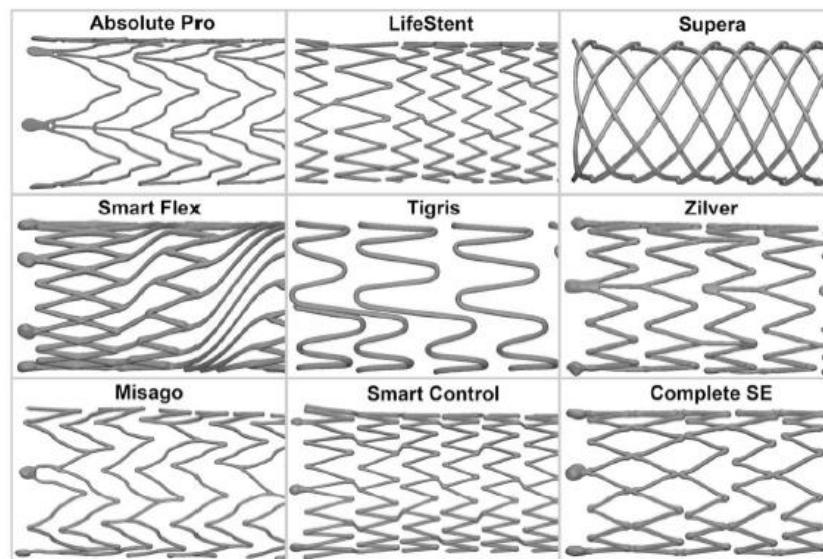 Absolute Pro
LifeStent
Supera
Smart Flex
Tigris
Zilver
Misago
Smart Control
Complete SE